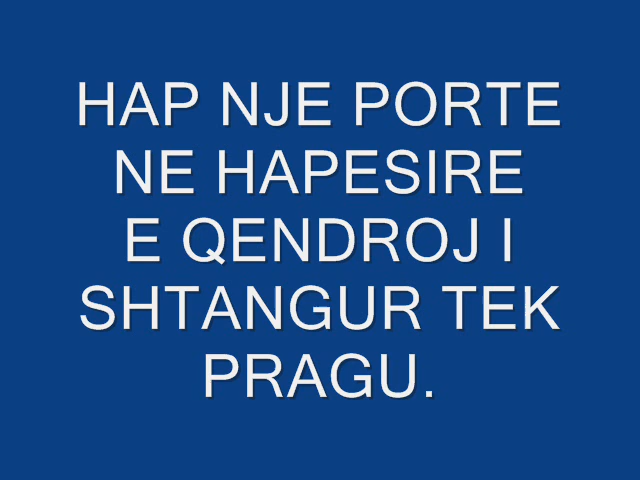 HAP NJE PORTE
NE HAPESIRE
E QENDROJ I
SHTANGUR TEK
PRAGU.